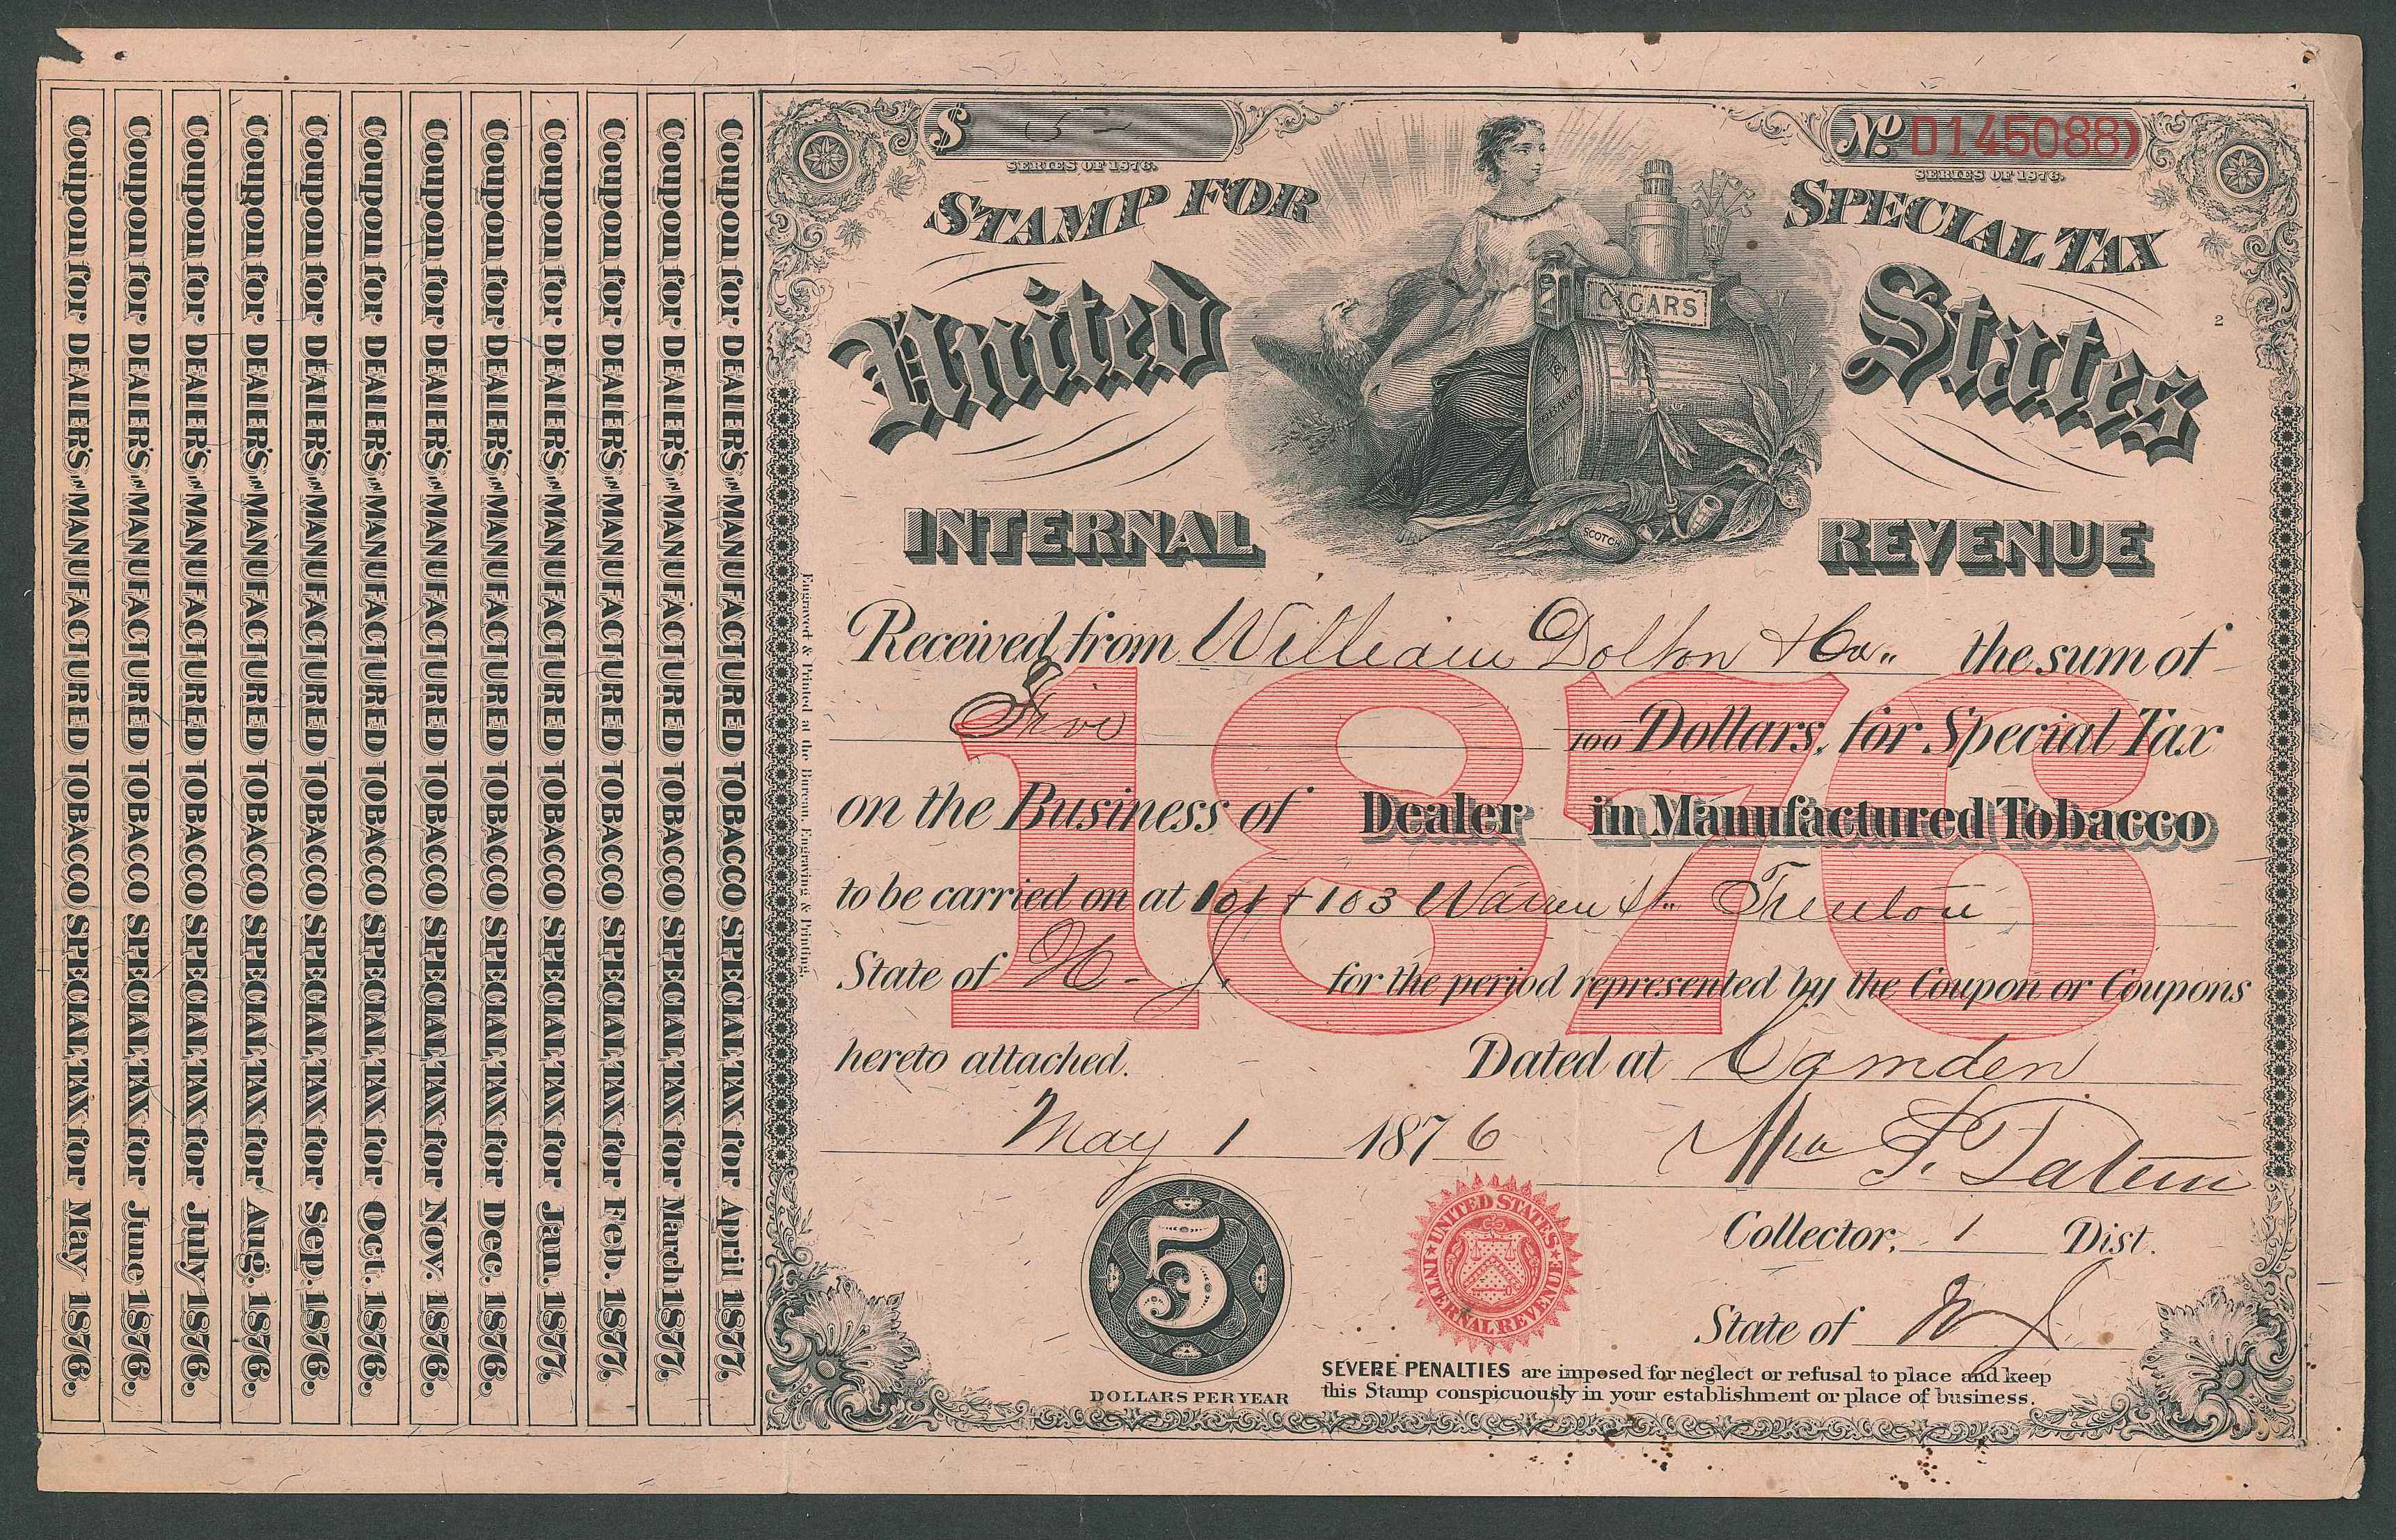 Coupon for DEALER'S IN MANUFACTURED TOBACCO SPECIAL TAX for May 1876.
Coupon for DEALER'S IN MANUFACTURED TOBACCO SPECIAL TAX for June 1876.
Coupon for DEALER'S IN MANUFACTURED TOBACCO SPECIAL TAX for July 1876.
Coupon for DEALER'S IN MANUFACTURED TOBACCO SPECIAL TAX for Aug. 1876.
Coupon for DEALER'S IN MANUFACTURED TOBACCO SPECIAL TAX for Sep. 1876.
Coupon for DEALER'S IN MANUFACTURED TOBACCO SPECIAL TAX for Oct. 1876.
Coupon for DEALER'S IN MANUFACTURED TOBACCO SPECIAL TAX for Nov. 1876.
Coupon for DEALER'S IN MANUFACTURED TOBACCO SPECIAL TAX for Dec. 1876.
Coupon for DEALER'S IN MANUFACTURED TOBACCO SPECIAL TAX for Jan. 1877.
Coupon for DEALER'S IN MANUFACTURED TOBACCO SPECIAL TAX for Feb. 1877.
Coupon for DEALER'S IN MANUFACTURED TOBACCO SPECIAL TAX for March 1877.
Coupon for DEALER'S IN MANUFACTURED TOBACCO SPECIAL TAX for April 1877.
Engraved & Printed at the Bureau, Engraving & Printing.
$ 5 - No D145088)
SERIES OF 1876. SERIES OF 1876.
STAMP FOR SPECIAL TAX
United States
2
CIGARS
TOBACCO
SCOTCH
INTERNAL REVENUE
Received from William Dolton & Co. the sum of
Five /100 Dollars, for Special Tax
1876
on the Business of Dealer in Manufactured Tobacco
to be carried on at 101 + 103 Warren St. Trenton
State of N. J. for the period represented by the Coupon or Coupons
hereto attached. Dated at Camden
May 1 1876 Wm S. Tatem
Collector, 1 Dist.
State of N J
5
DOLLARS PER YEAR
UNITED STATES INTERNAL REVENUE
SEVERE PENALTIES are imposed for neglect or refusal to place and keep
this Stamp conspicuously in your establishment or place of business.